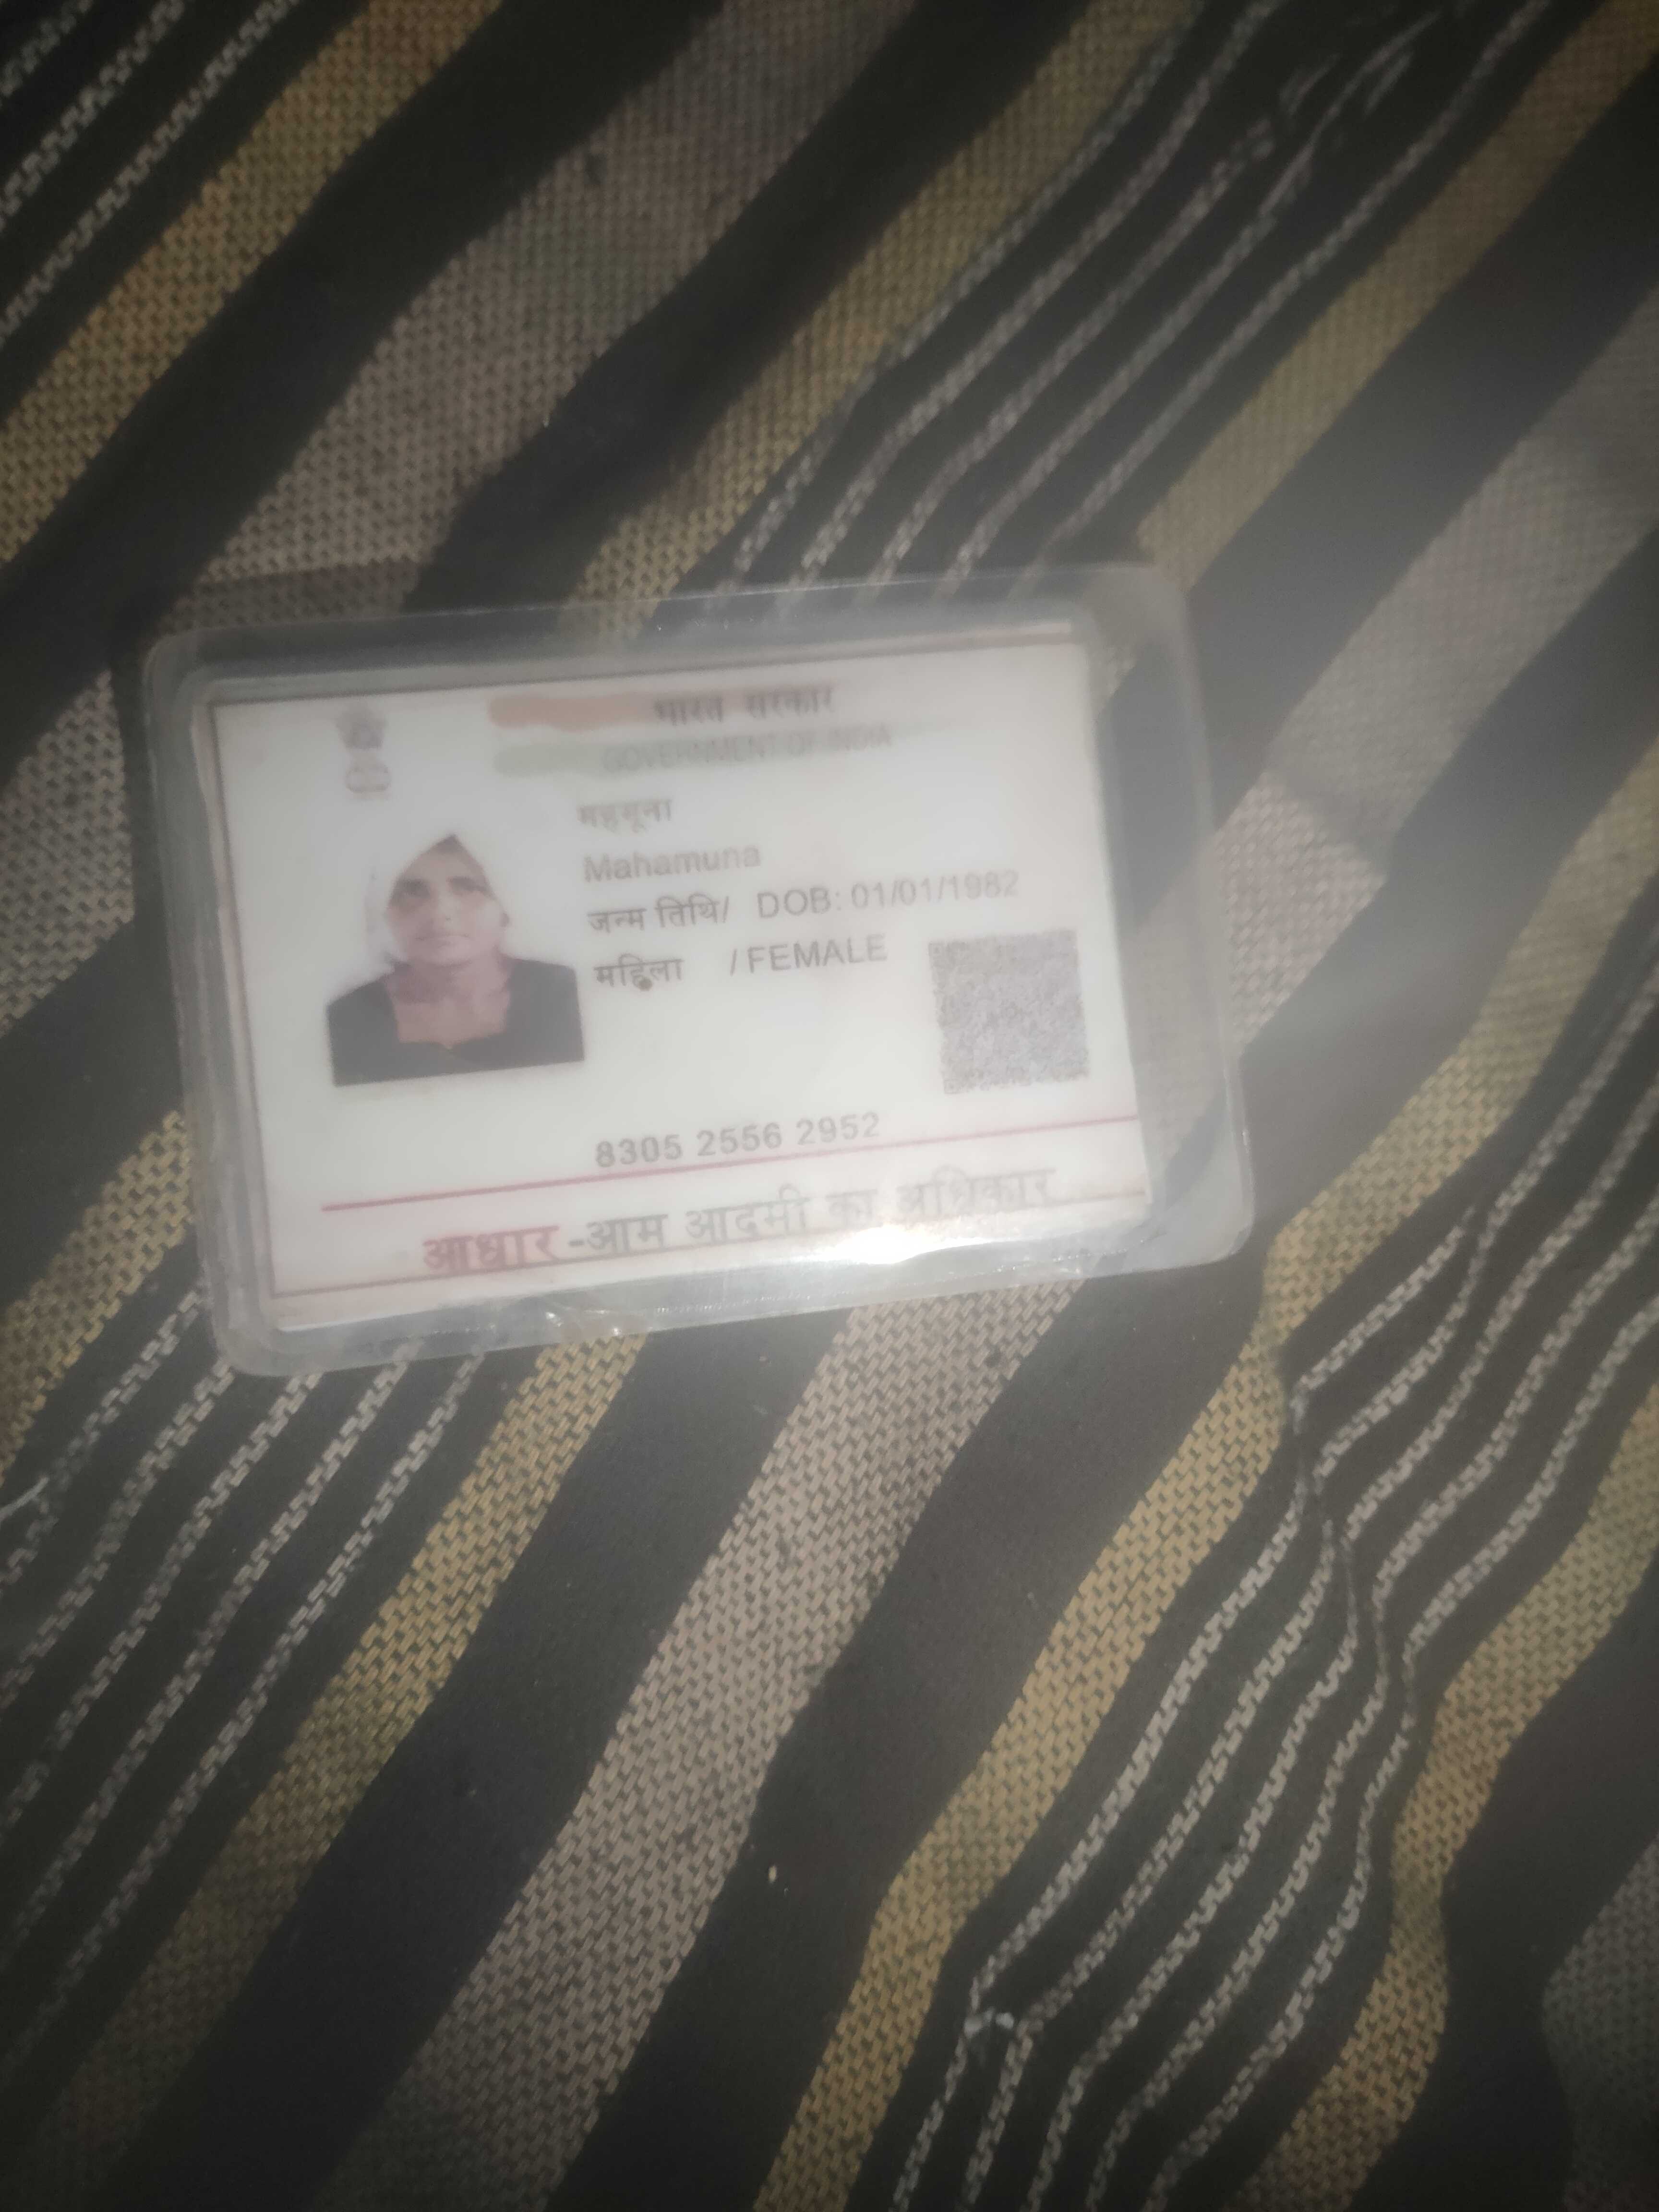 भारत सरकार
GOVERNMENT OF INDIA
महमूना
Mahamuna
जन्म तिथि/ DOB: 01/01/1982
महिला / FEMALE
8305 2556 2952
आधार -आम आदमी का अधिकार